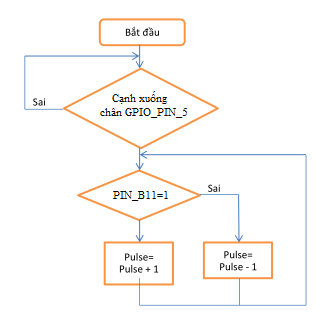 Bắt đầu
Cạnh xuống
chân GPIO_PIN_5
Sai
PIN_B11=1
Sai
Pulse=
Pulse + 1
Pulse=
Pulse - 1